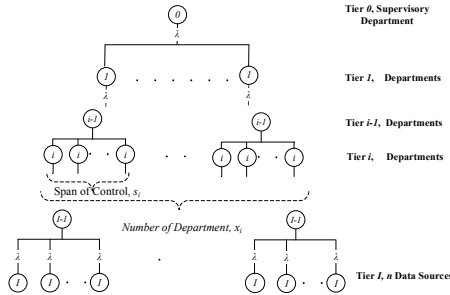 0
Tier 0, Supervisory Department
λ
1 . . . . . . 1
Tier 1, Departments
λ λ
i-1 i-1
Tier i-1, Departments
i i · · i . . i i · · i
Tier i, Departments
Span of Control, si
Number of Department, xi
I-1 I-1
λ λ λ λ λ λ
I I · · I . I I · · I
Tier I, n Data Sources